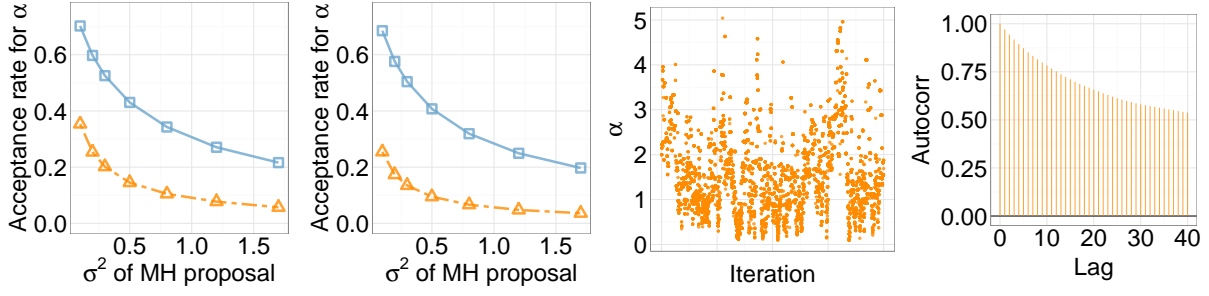 Acceptance rate for α
0.6
0.4
0.2
0.0
0.5 1.0 1.5
σ² of MH proposal
Acceptance rate for α
0.6
0.4
0.2
0.0
0.5 1.0 1.5
σ² of MH proposal
α
5
4
3
2
1
0
Iteration
Autocorr
1.00
0.75
0.50
0.25
0.00
0 10 20 30 40
Lag